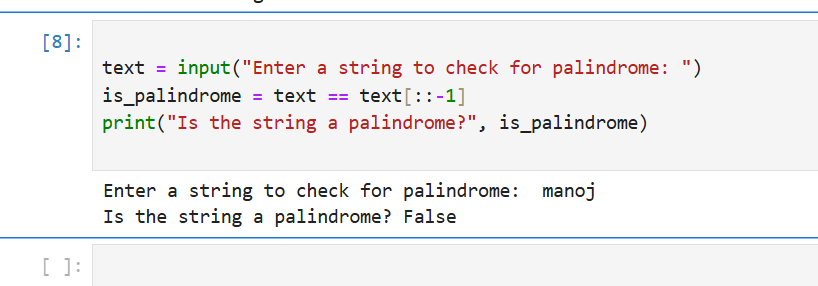 [8]:
text = input("Enter a string to check for palindrome: ")
is_palindrome = text == text[::-1]
print("Is the string a palindrome?", is_palindrome)
Enter a string to check for palindrome:  manoj
Is the string a palindrome? False
[ ]: